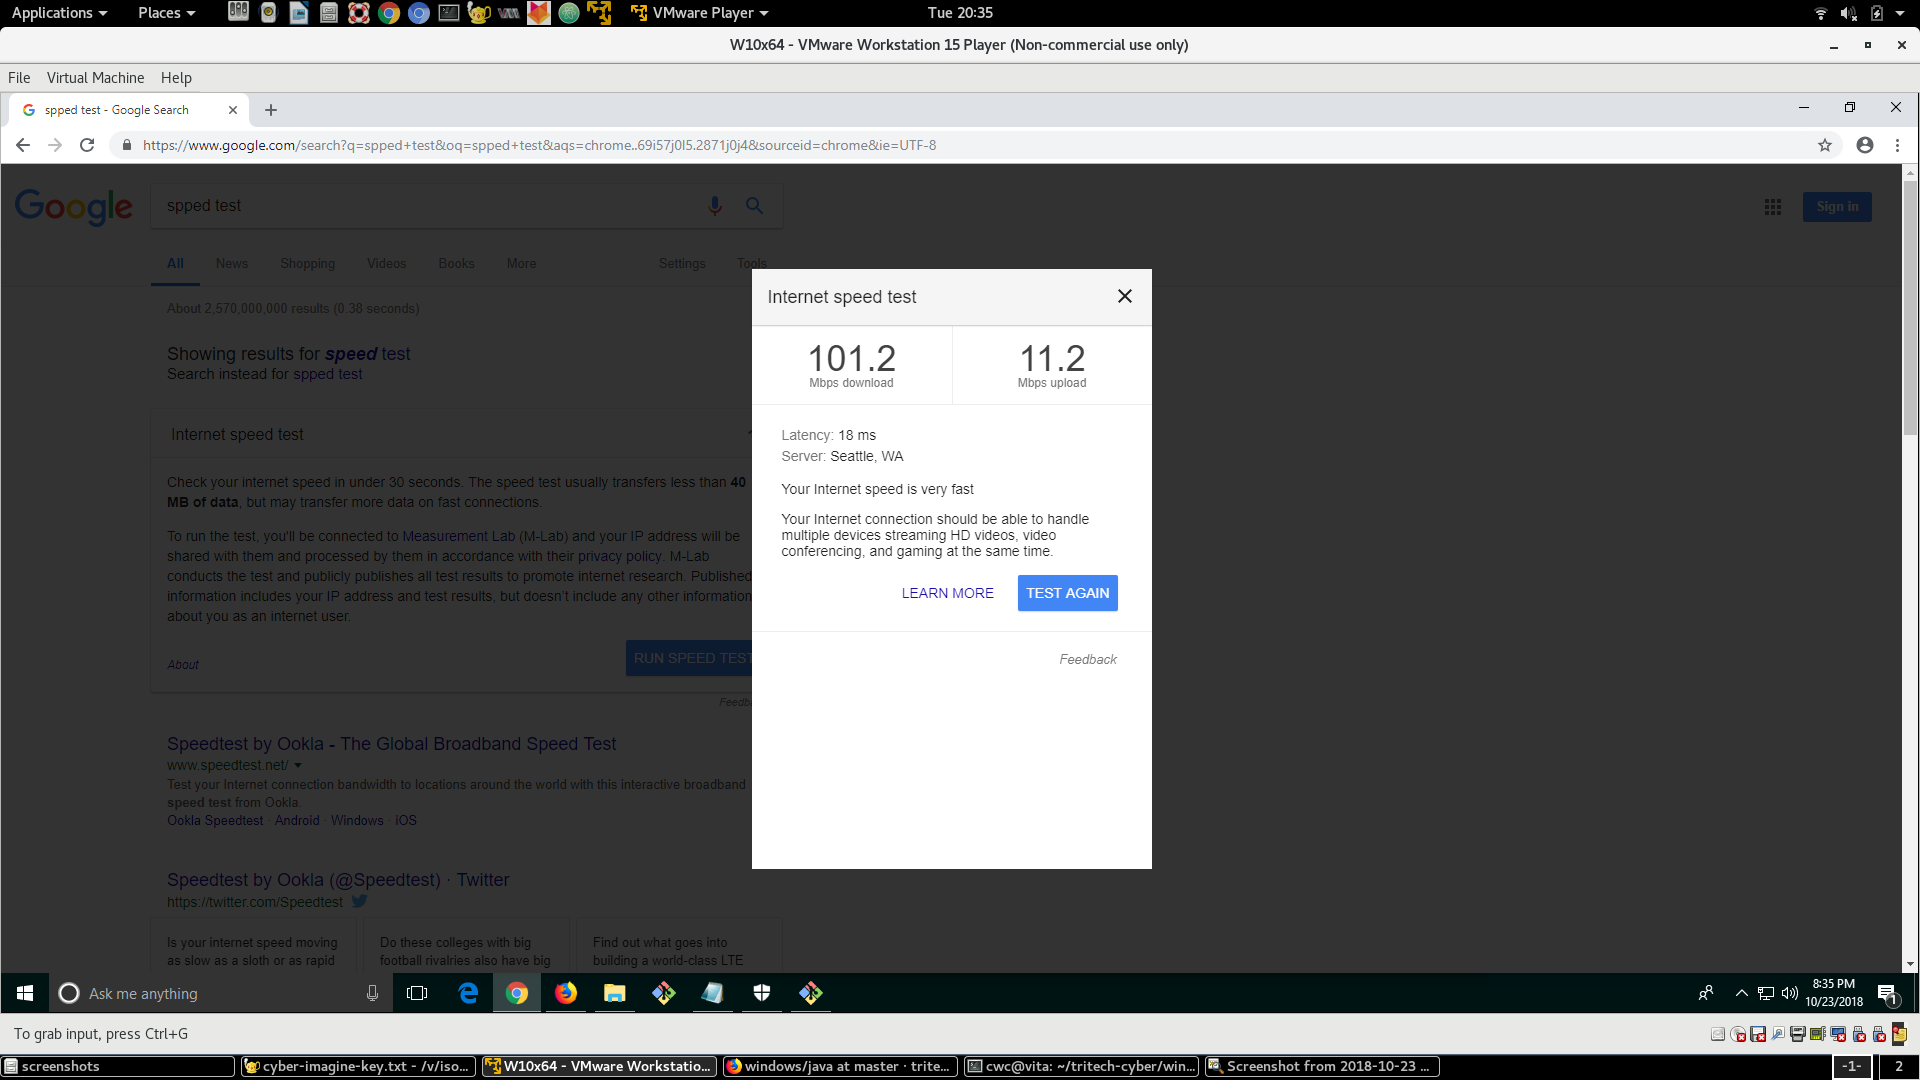 Applications
Places
VMware Player
Tue 20:35
W10x64 - VMware Workstation 15 Player (Non-commercial use only)
File
Virtual Machine
Help
spped test - Google Search
https://www.google.com/search?q=spped+test&oq=spped+test&aqs=chrome..69i57j0l5.2871j0j4&sourceid=chrome&ie=UTF-8
Google
spped test
Sign in
All
News
Shopping
Videos
Books
More
Settings
Tools
About 2,570,000,000 results (0.38 seconds)
Showing results for speed test
Search instead for spped test
Internet speed test
Check your internet speed in under 30 seconds. The speed test usually transfers less than 40
MB of data, but may transfer more data on fast connections.
To run the test, you'll be connected to Measurement Lab (M-Lab) and your IP address will be
shared with them and processed by them in accordance with their privacy policy. M-Lab
conducts the test and publicly publishes all test results to promote internet research. Published
information includes your IP address and test results, but doesn't include any other information
about you as an internet user.
About
RUN SPEED TEST
Speedtest by Ookla - The Global Broadband Speed Test
www.speedtest.net/
Test your Internet connection bandwidth to locations around the world with this interactive broadband
speed test from Ookla.
Ookla Speedtest · Android · Windows · iOS
Speedtest by Ookla (@Speedtest) · Twitter
https://twitter.com/Speedtest
Is your internet speed moving
as slow as a sloth or as rapid
Do these colleges with big
football rivalries also have big
Find out what goes into
building a world-class LTE
Internet speed test
101.2
Mbps download
11.2
Mbps upload
Latency: 18 ms
Server: Seattle, WA
Your Internet speed is very fast
Your Internet connection should be able to handle
multiple devices streaming HD videos, video
conferencing, and gaming at the same time.
LEARN MORE
TEST AGAIN
Feedback
Ask me anything
8:35 PM
10/23/2018
1
To grab input, press Ctrl+G
screenshots
cyber-imagine-key.txt - /v/iso...
W10x64 - VMware Workstatio...
windows/java at master · trite...
cwc@vita: ~/tritech-cyber/win...
Screenshot from 2018-10-23 ...
-1-
2